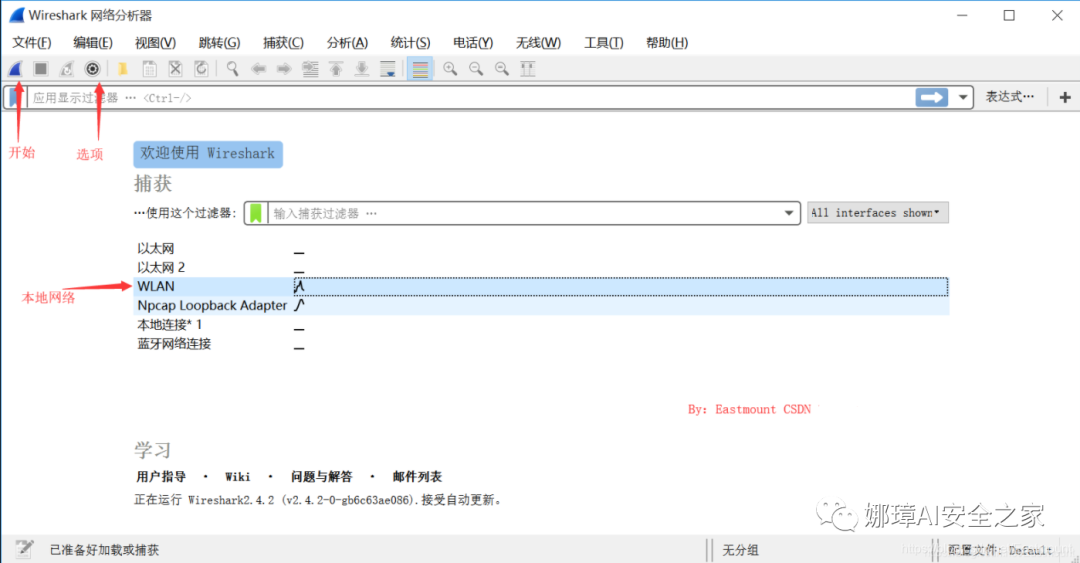 Wireshark 网络分析器
文件(F) 编辑(E) 视图(V) 跳转(G) 捕获(C) 分析(A) 统计(S) 电话(Y) 无线(W) 工具(T) 帮助(H)
应用显示过滤器 … <Ctrl-/> 表达式…
开始 选项
欢迎使用 Wireshark
捕获
…使用这个过滤器: 输入捕获过滤器 … All interfaces shown
以太网
以太网 2
本地网络 WLAN
Npcap Loopback Adapter
本地连接* 1
蓝牙网络连接
By: Eastmount CSDN
学习
用户指导 · Wiki · 问题与解答 · 邮件列表
正在运行 Wireshark2.4.2 (v2.4.2-0-gb6c63ae086).接受自动更新。
娜璋AI安全之家
已准备好加载或捕获 无分组 配置文件: Default